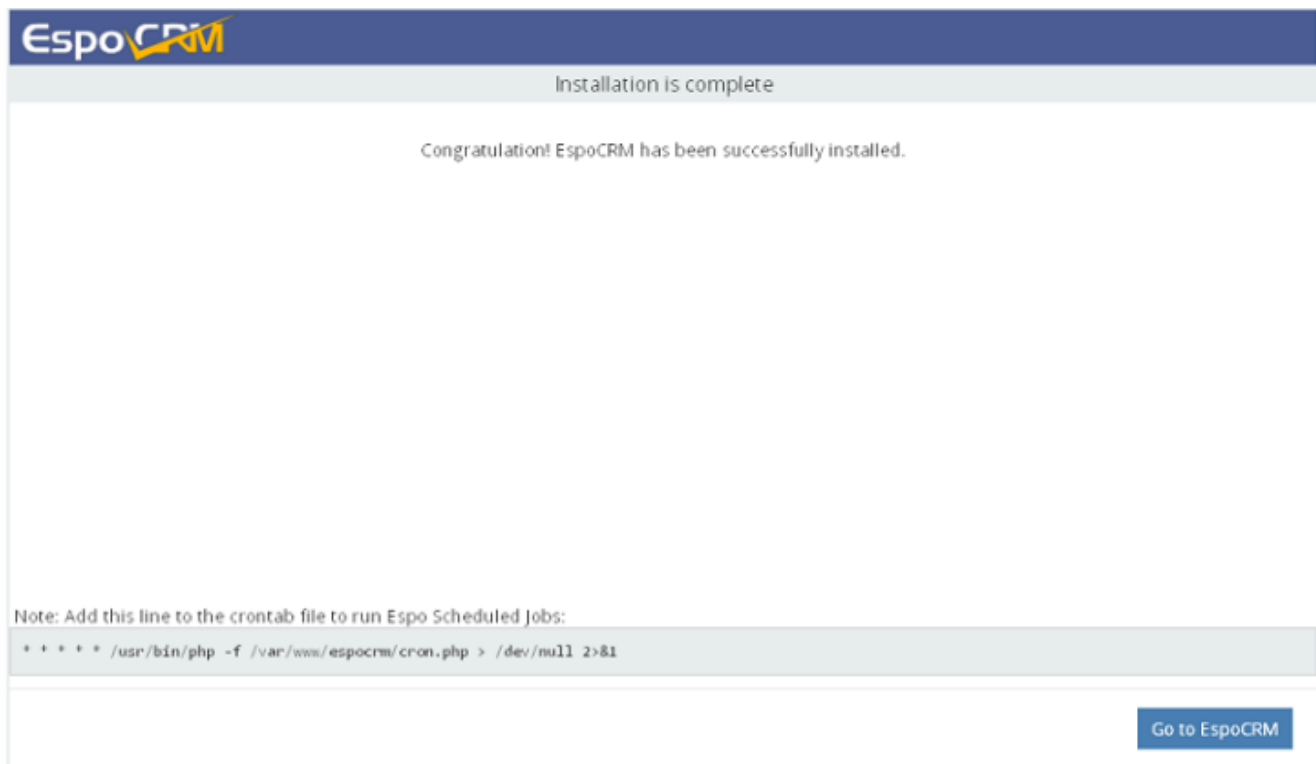 EspoCRM
Installation is complete
Congratulation! EspoCRM has been successfully installed.
Note: Add this line to the crontab file to run Espo Scheduled Jobs:
* * * * * /usr/bin/php -f /var/www/espocrm/cron.php > /dev/null 2>&1
Go to EspoCRM